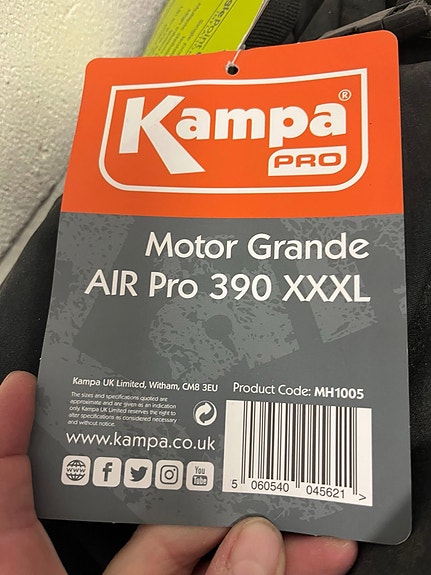 Kampa®
PRO
Motor Grande
AIR Pro 390 XXXL
Kampa UK Limited, Witham, CM8 3EU
The sizes and specifications quoted are
approximate and are given as an indication
only. Kampa UK Limited reserves the right to
alter specifications as considered necessary
and without notice.
Product Code: MH1005
www.kampa.co.uk
You
Tube
5 060540 045621 >